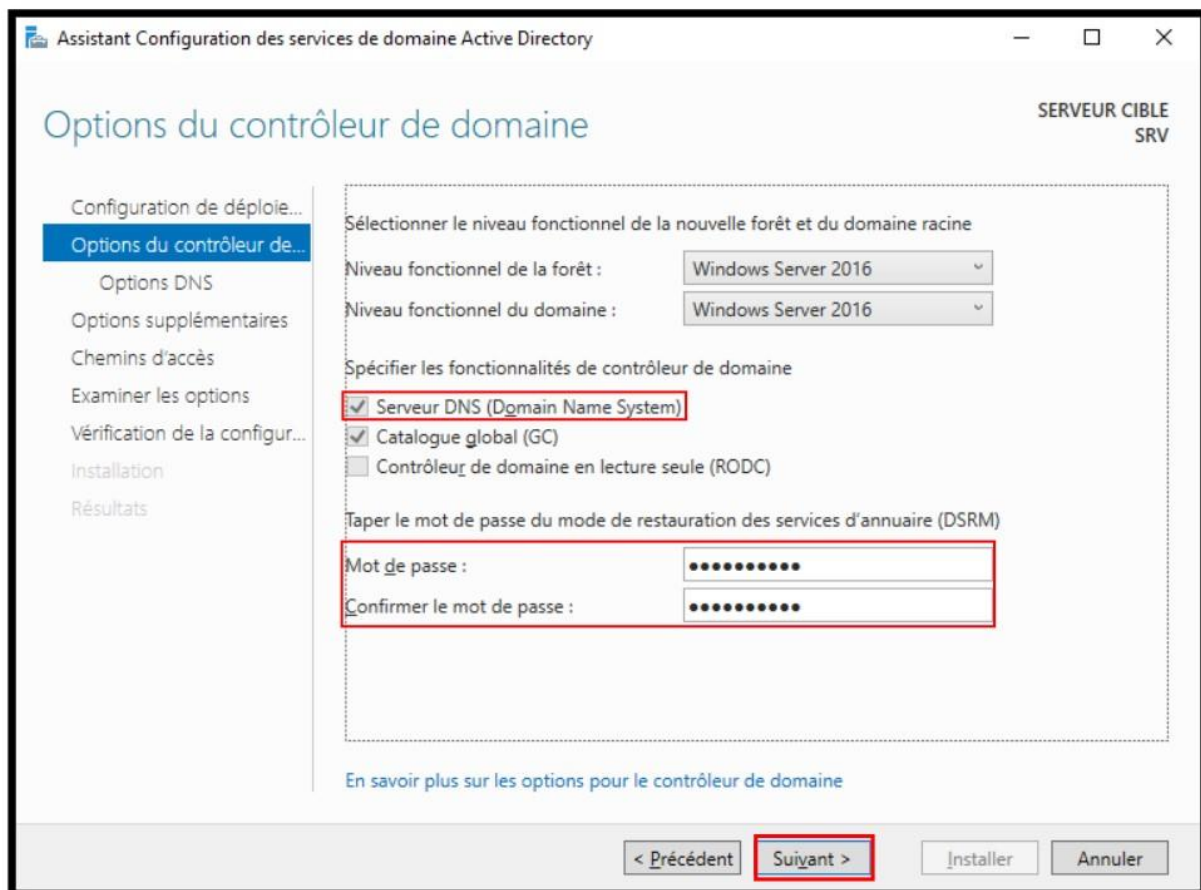 Assistant Configuration des services de domaine Active Directory
Options du contrôleur de domaine
SERVEUR CIBLE
SRV
Configuration de déploie...
Options du contrôleur de...
Options DNS
Options supplémentaires
Chemins d'accès
Examiner les options
Vérification de la configur...
Installation
Résultats
Sélectionner le niveau fonctionnel de la nouvelle forêt et du domaine racine
Niveau fonctionnel de la forêt : Windows Server 2016
Niveau fonctionnel du domaine : Windows Server 2016
Spécifier les fonctionnalités de contrôleur de domaine
Serveur DNS (Domain Name System)
Catalogue global (GC)
Contrôleur de domaine en lecture seule (RODC)
Taper le mot de passe du mode de restauration des services d'annuaire (DSRM)
Mot de passe : ●●●●●●●●●●
Confirmer le mot de passe : ●●●●●●●●●●
En savoir plus sur les options pour le contrôleur de domaine
< Précédent Suivant > Installer Annuler